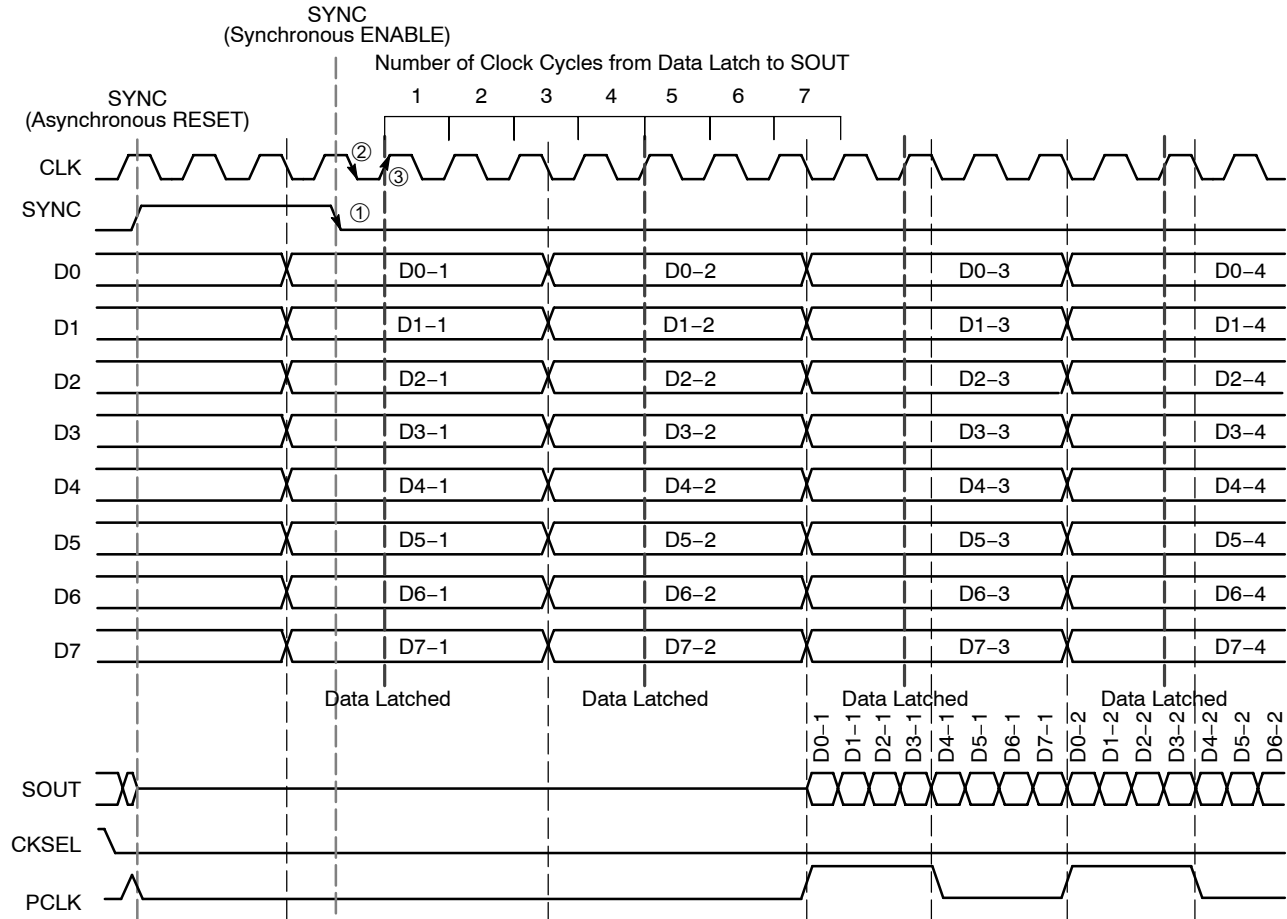 SYNC
(Synchronous ENABLE)
Number of Clock Cycles from Data Latch to SOUT
SYNC
(Asynchronous RESET)
1 2 3 4 5 6 7
CLK ② ③
SYNC ①
D0 D0−1 D0−2 D0−3 D0−4
D1 D1−1 D1−2 D1−3 D1−4
D2 D2−1 D2−2 D2−3 D2−4
D3 D3−1 D3−2 D3−3 D3−4
D4 D4−1 D4−2 D4−3 D4−4
D5 D5−1 D5−2 D5−3 D5−4
D6 D6−1 D6−2 D6−3 D6−4
D7 D7−1 D7−2 D7−3 D7−4
Data Latched Data Latched Data Latched Data Latched
D0−1 D1−1 D2−1 D3−1 D4−1 D5−1 D6−1 D7−1 D0−2 D1−2 D2−2 D3−2 D4−2 D5−2 D6−2
SOUT
CKSEL
PCLK